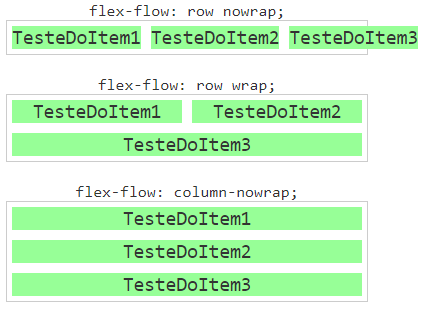 flex-flow: row nowrap;
TesteDoItem1 TesteDoItem2 TesteDoItem3
flex-flow: row wrap;
TesteDoItem1 TesteDoItem2
TesteDoItem3
flex-flow: column-nowrap;
TesteDoItem1
TesteDoItem2
TesteDoItem3